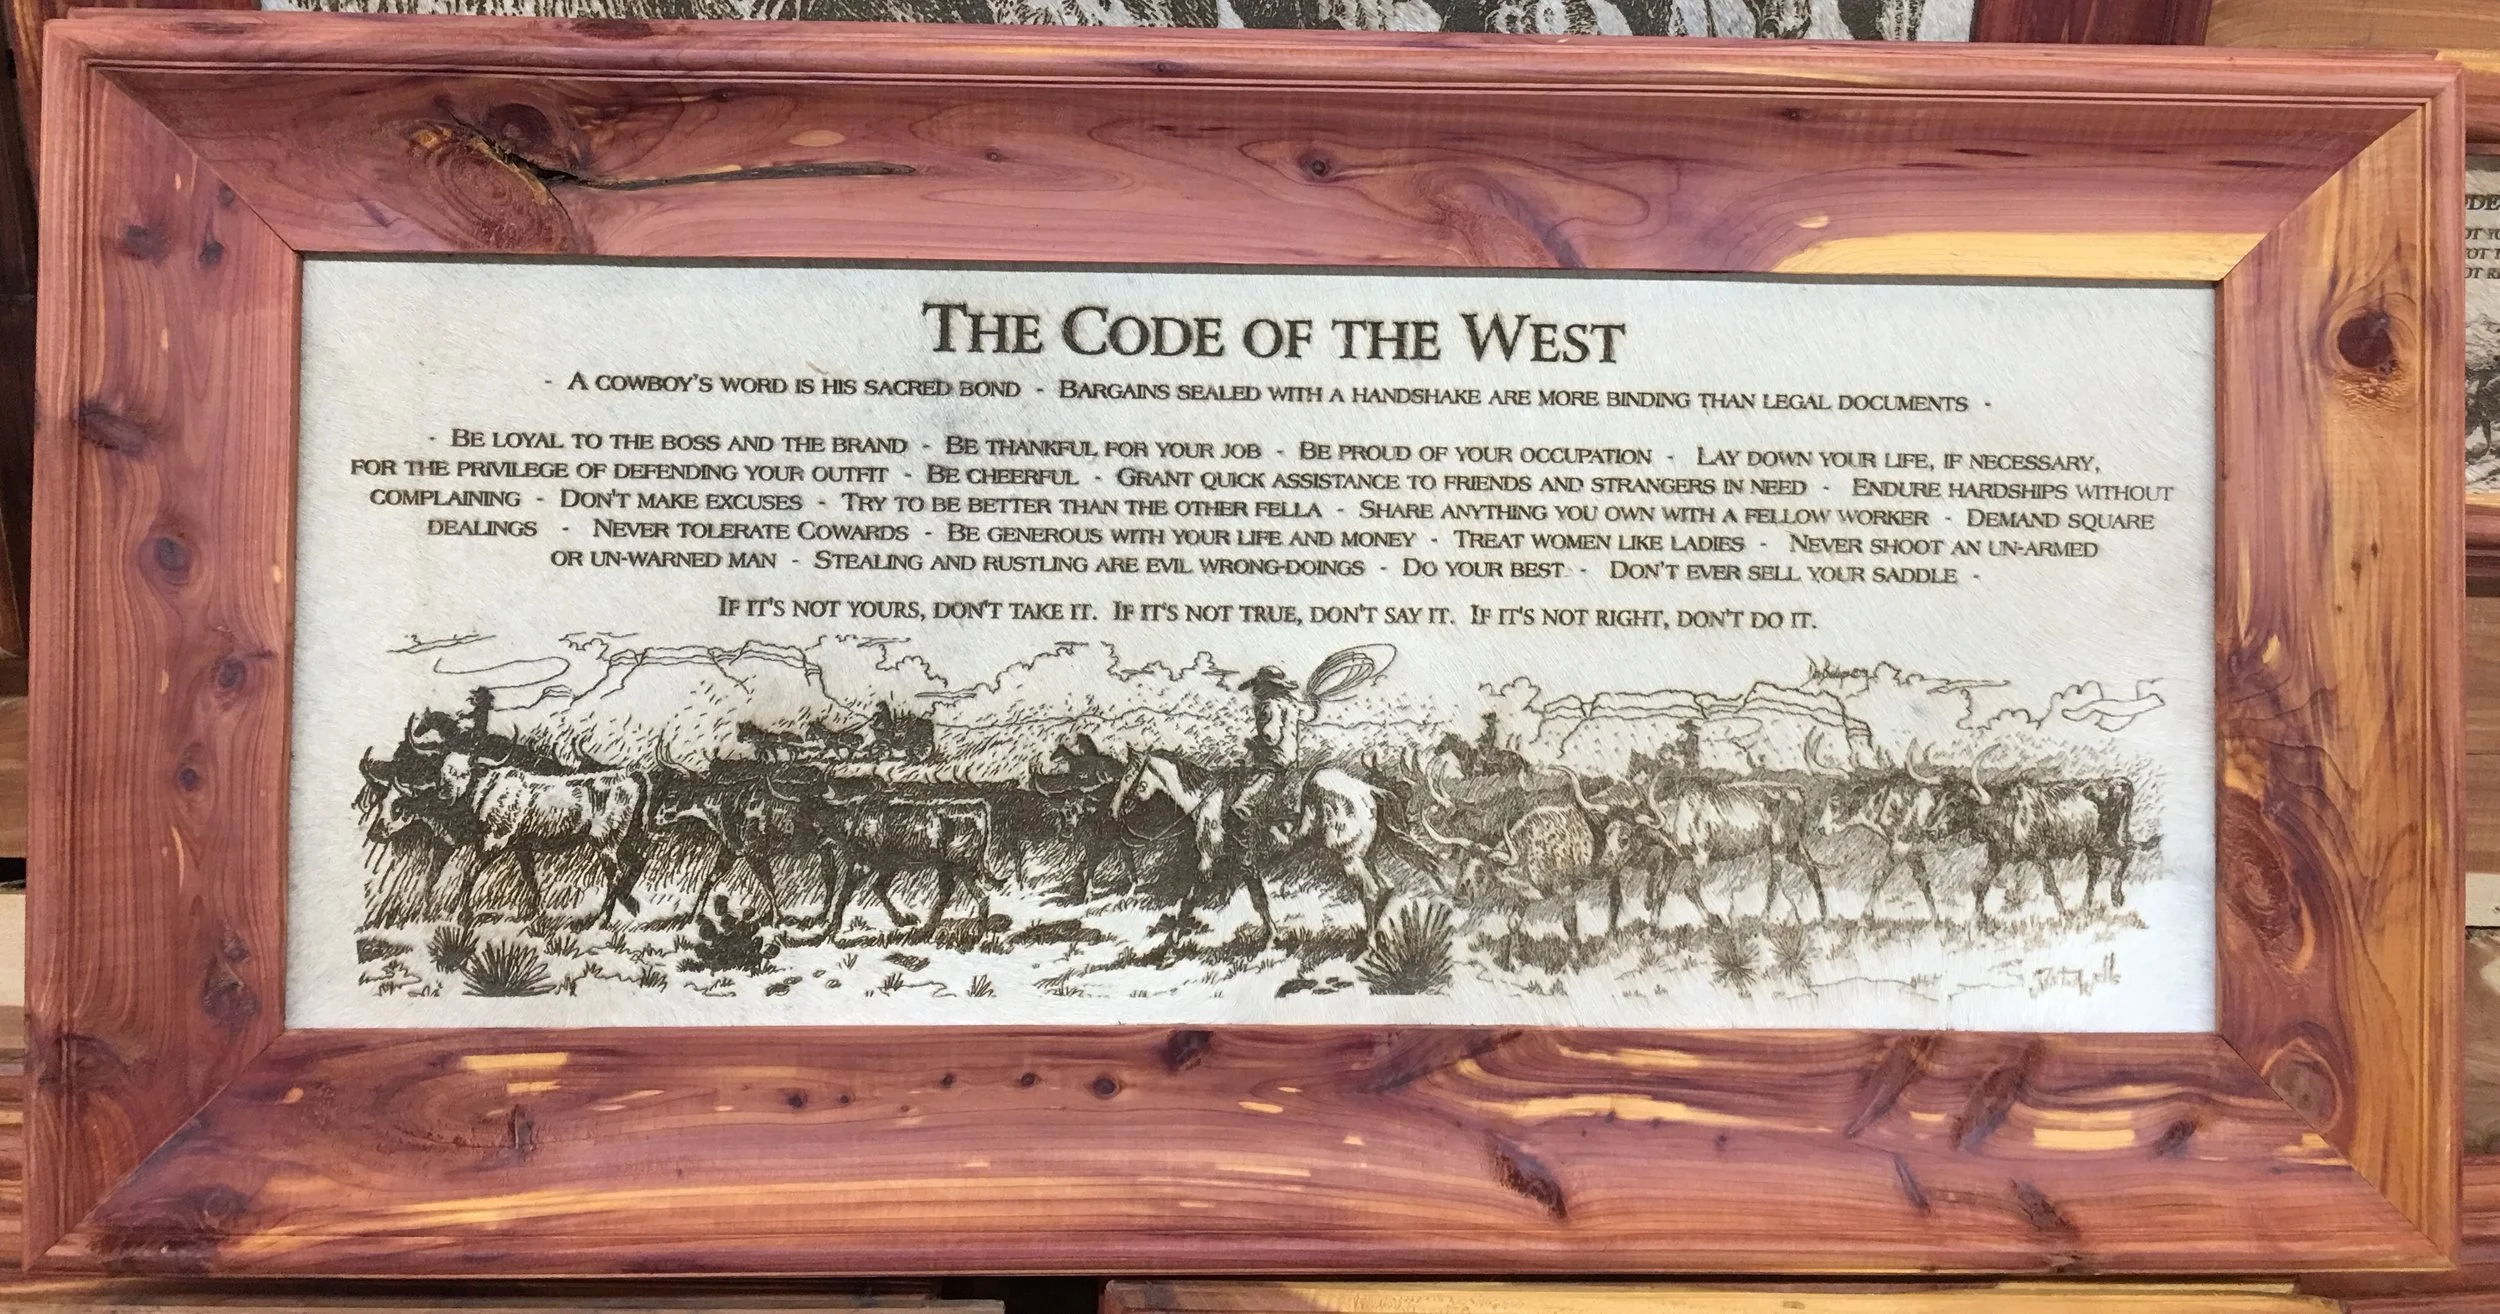 The Code of the West
- A cowboy's word is his sacred bond - Bargains sealed with a handshake are more binding than legal documents -
- Be loyal to the boss and the brand - Be thankful for your job - Be proud of your occupation - Lay down your life, if necessary,
for the privilege of defending your outfit - Be cheerful - Grant quick assistance to friends and strangers in need - Endure hardships without
complaining - Don't make excuses - Try to be better than the other fella - Share anything you own with a fellow worker - Demand square
dealings - Never tolerate Cowards - Be generous with your life and money - Treat women like ladies - Never shoot an un-armed
or un-warned man - Stealing and rustling are evil wrong-doings - Do your best - Don't ever sell your saddle -
If it's not yours, don't take it. If it's not true, don't say it. If it's not right, don't do it.